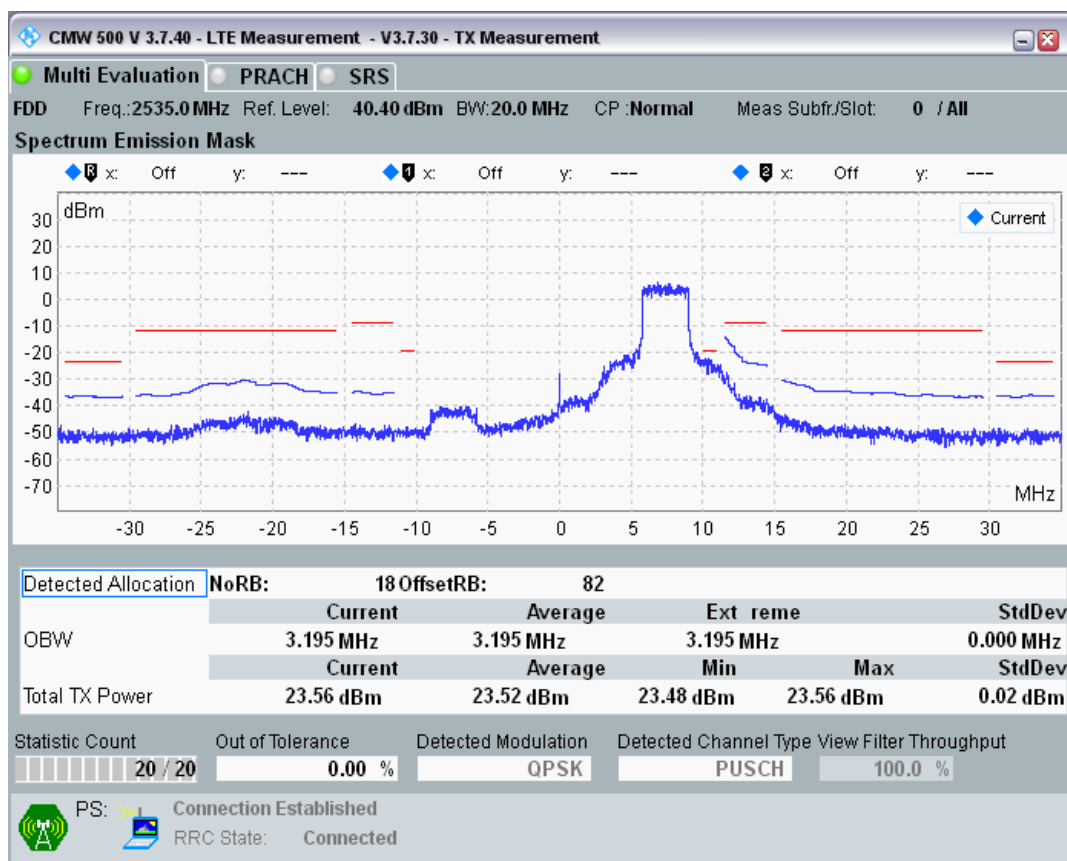 CMW 500 V 3.7.40 - LTE Measurement - V3.7.30 - TX Measurement
Multi Evaluation PRACH SRS
FDD Freq.:2535.0 MHz Ref. Level: 40.40 dBm BW:20.0 MHz CP :Normal Meas Subfr./Slot: 0 / All
Spectrum Emission Mask
R x: Off y: --- 1 x: Off y: --- 2 x: Off y: ---
dBm
Current
30
20
10
0
-10
-20
-30
-40
-50
-60
-70
MHz
-30 -25 -20 -15 -10 -5 0 5 10 15 20 25 30
Detected Allocation NoRB: 18 OffsetRB: 82
Current Average Ext reme StdDev
OBW 3.195 MHz 3.195 MHz 3.195 MHz 0.000 MHz
Current Average Min Max StdDev
Total TX Power 23.56 dBm 23.52 dBm 23.48 dBm 23.56 dBm 0.02 dBm
Statistic Count Out of Tolerance Detected Modulation Detected Channel Type View Filter Throughput
20 / 20 0.00 % QPSK PUSCH 100.0 %
PS: Connection Established
RRC State: Connected